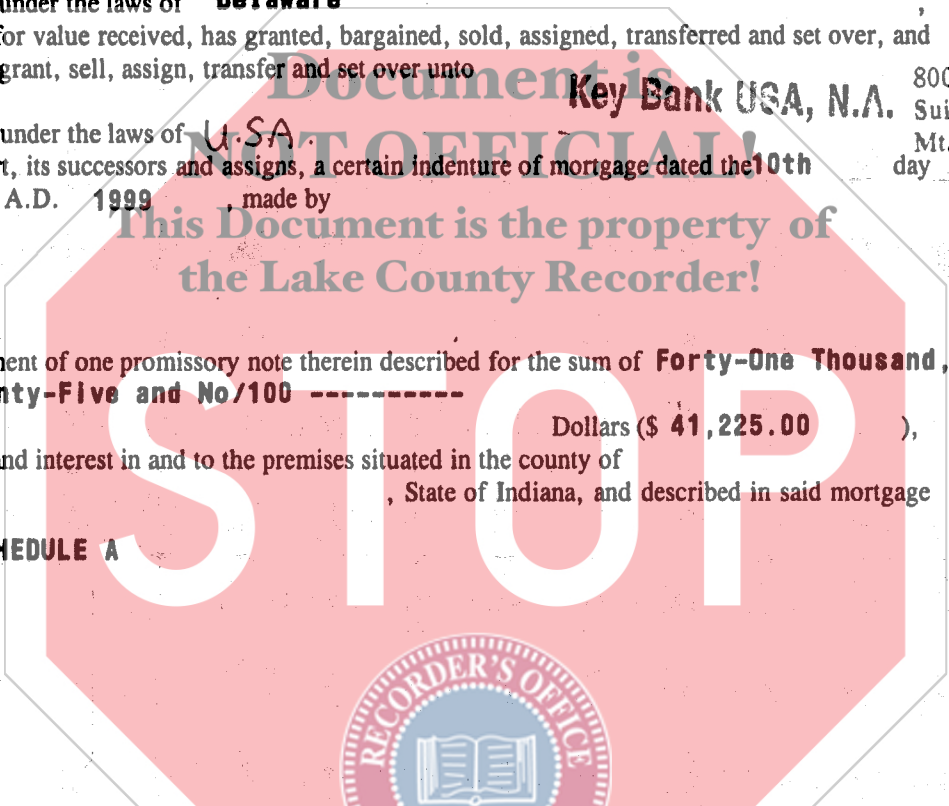 under the laws of Delaware ,
for value received, has granted, bargained, sold, assigned, transferred and set over, and
grant, sell, assign, transfer and set over unto
Document is
Key Bank USA, N.A. 800
Sui
under the laws of U.S.A.
NOT OFFICIAL!
Mt.
t, its successors and assigns, a certain indenture of mortgage dated the 10th day
A.D. 1999 , made by
This Document is the property of
the Lake County Recorder!
ent of one promissory note therein described for the sum of Forty-One Thousand,
nty-Five and No/100 ----------
Dollars ($ 41,225.00 ),
nd interest in and to the premises situated in the county of
, State of Indiana, and described in said mortgage
HEDULE A
STOP
RECORDER'S OFFICE